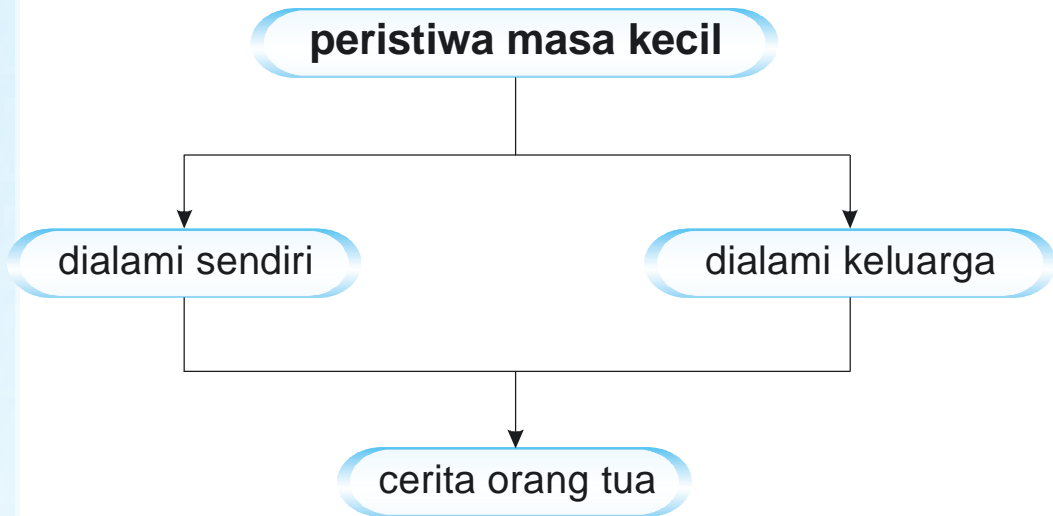 peristiwa masa kecil
dialami sendiri
dialami keluarga
cerita orang tua